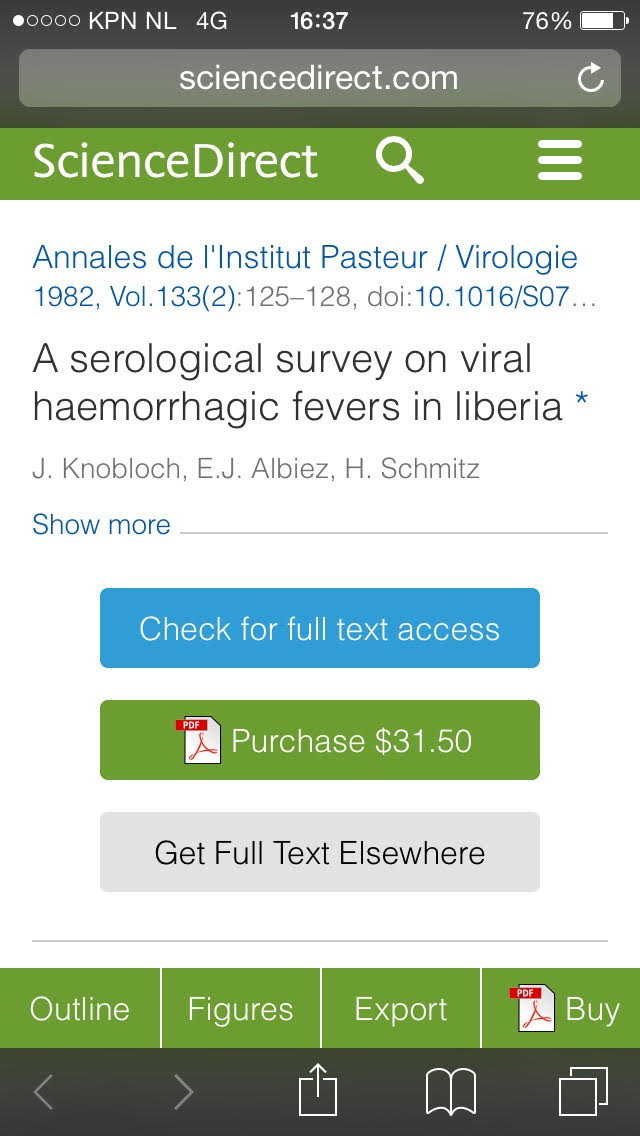 KPN NL 4G 16:37 76%
sciencedirect.com
ScienceDirect
Annales de l'Institut Pasteur / Virologie
1982, Vol.133(2):125–128, doi:10.1016/S07...
A serological survey on viral
haemorrhagic fevers in liberia *
J. Knobloch, E.J. Albiez, H. Schmitz
Show more
Check for full text access
PDF Purchase $31.50
Get Full Text Elsewhere
Outline Figures Export PDF Buy